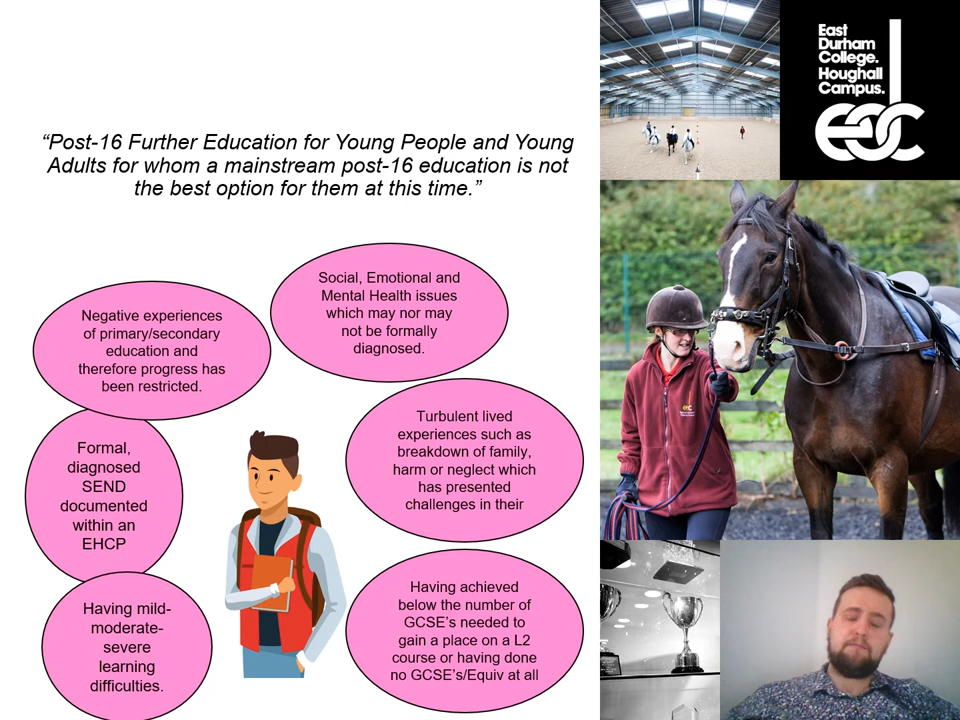 East
Durham
College.
Houghall
Campus.
edc
“Post-16 Further Education for Young People and Young
Adults for whom a mainstream post-16 education is not
the best option for them at this time.”
Social, Emotional and
Mental Health issues
which may nor may
not be formally
diagnosed.
Negative experiences
of primary/secondary
education and
therefore progress has
been restricted.
Turbulent lived
experiences such as
breakdown of family,
harm or neglect which
has presented
challenges in their
Formal,
diagnosed
SEND
documented
within an
EHCP
Having achieved
below the number of
GCSE’s needed to
gain a place on a L2
course or having done
no GCSE’s/Equiv at all
Having mild-
moderate-
severe
learning
difficulties.
edc